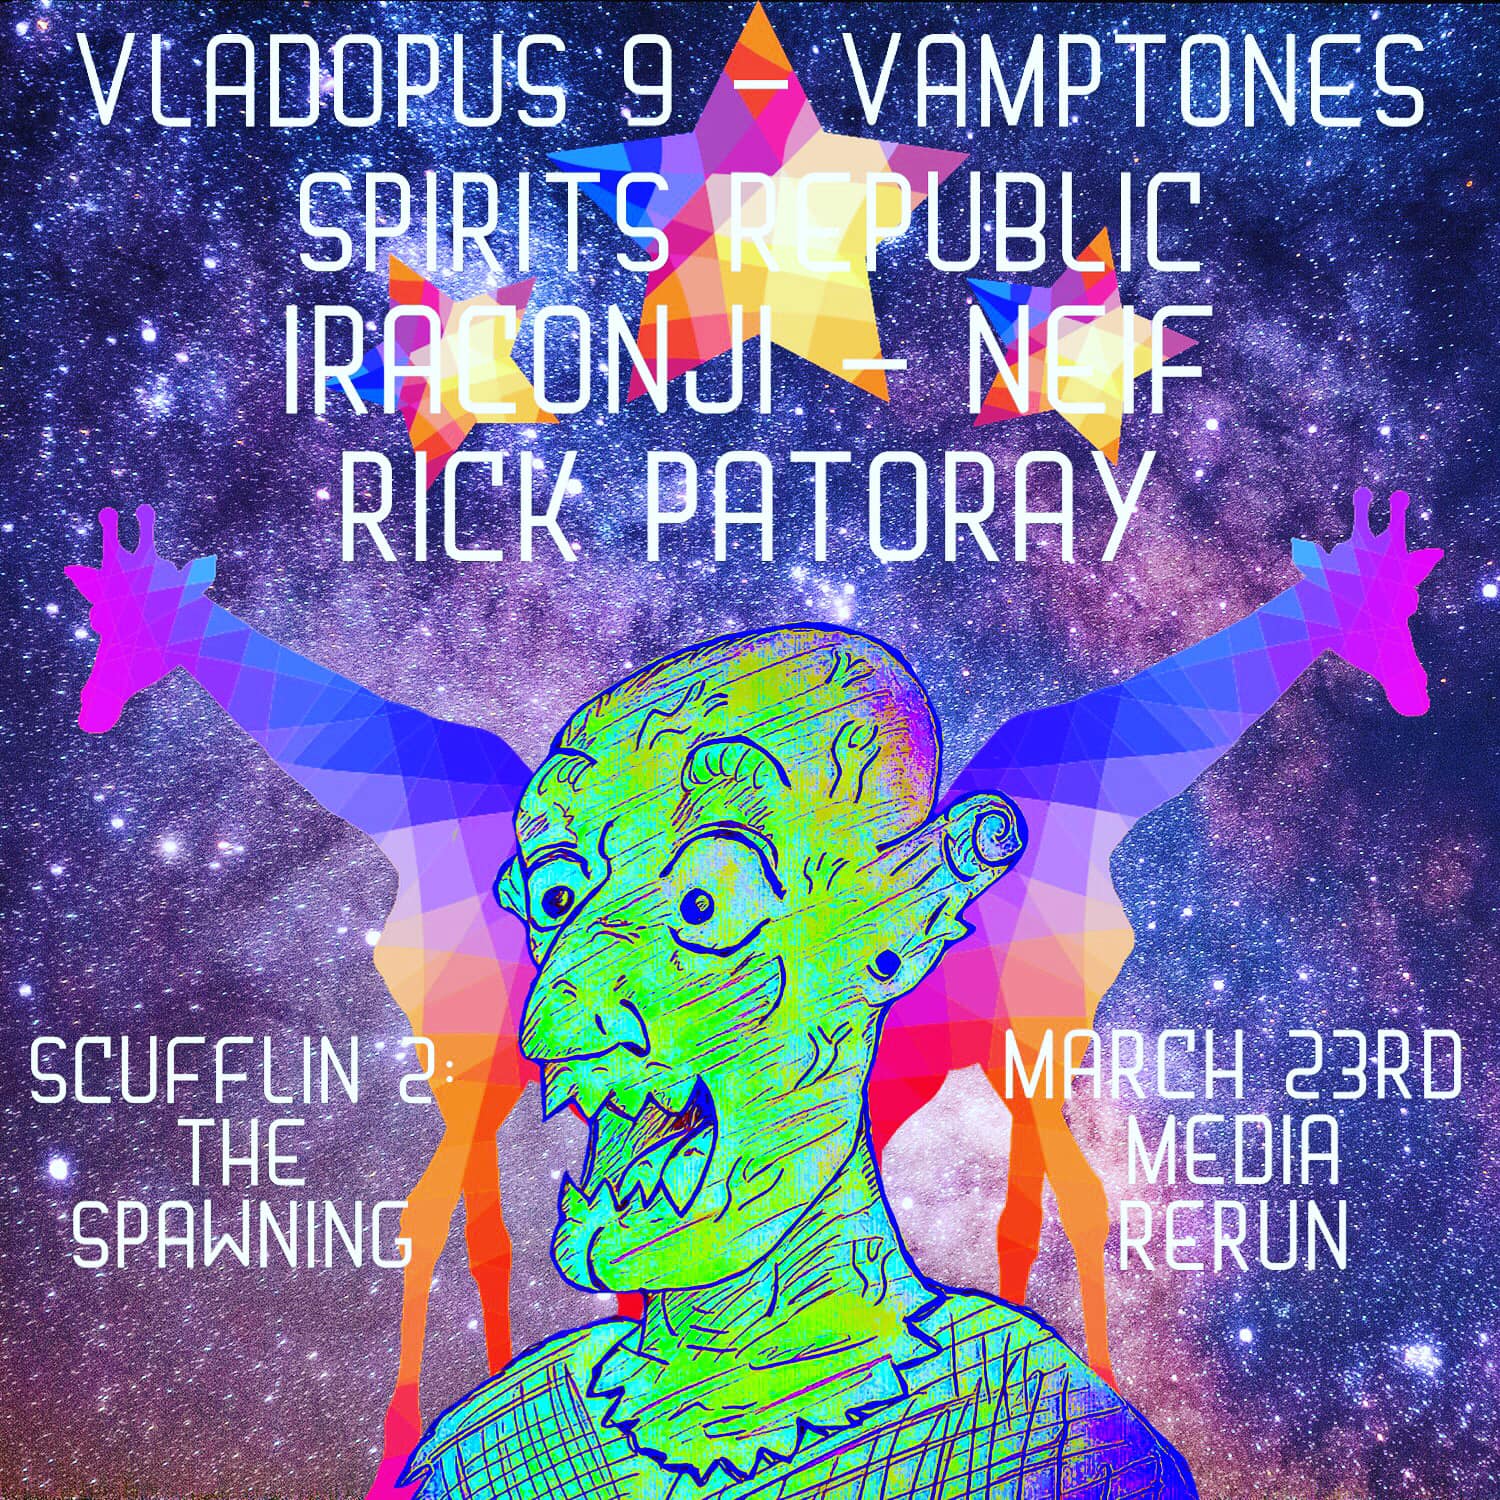 VLADOPUS 9 - VAMPTONES
SPIRITS REPUBLIC
IRACONJI - NEIF
RICK PATORAY
SCUFFLIN 2:
THE
SPAWNING
MARCH 23RD
MEDIA
RERUN